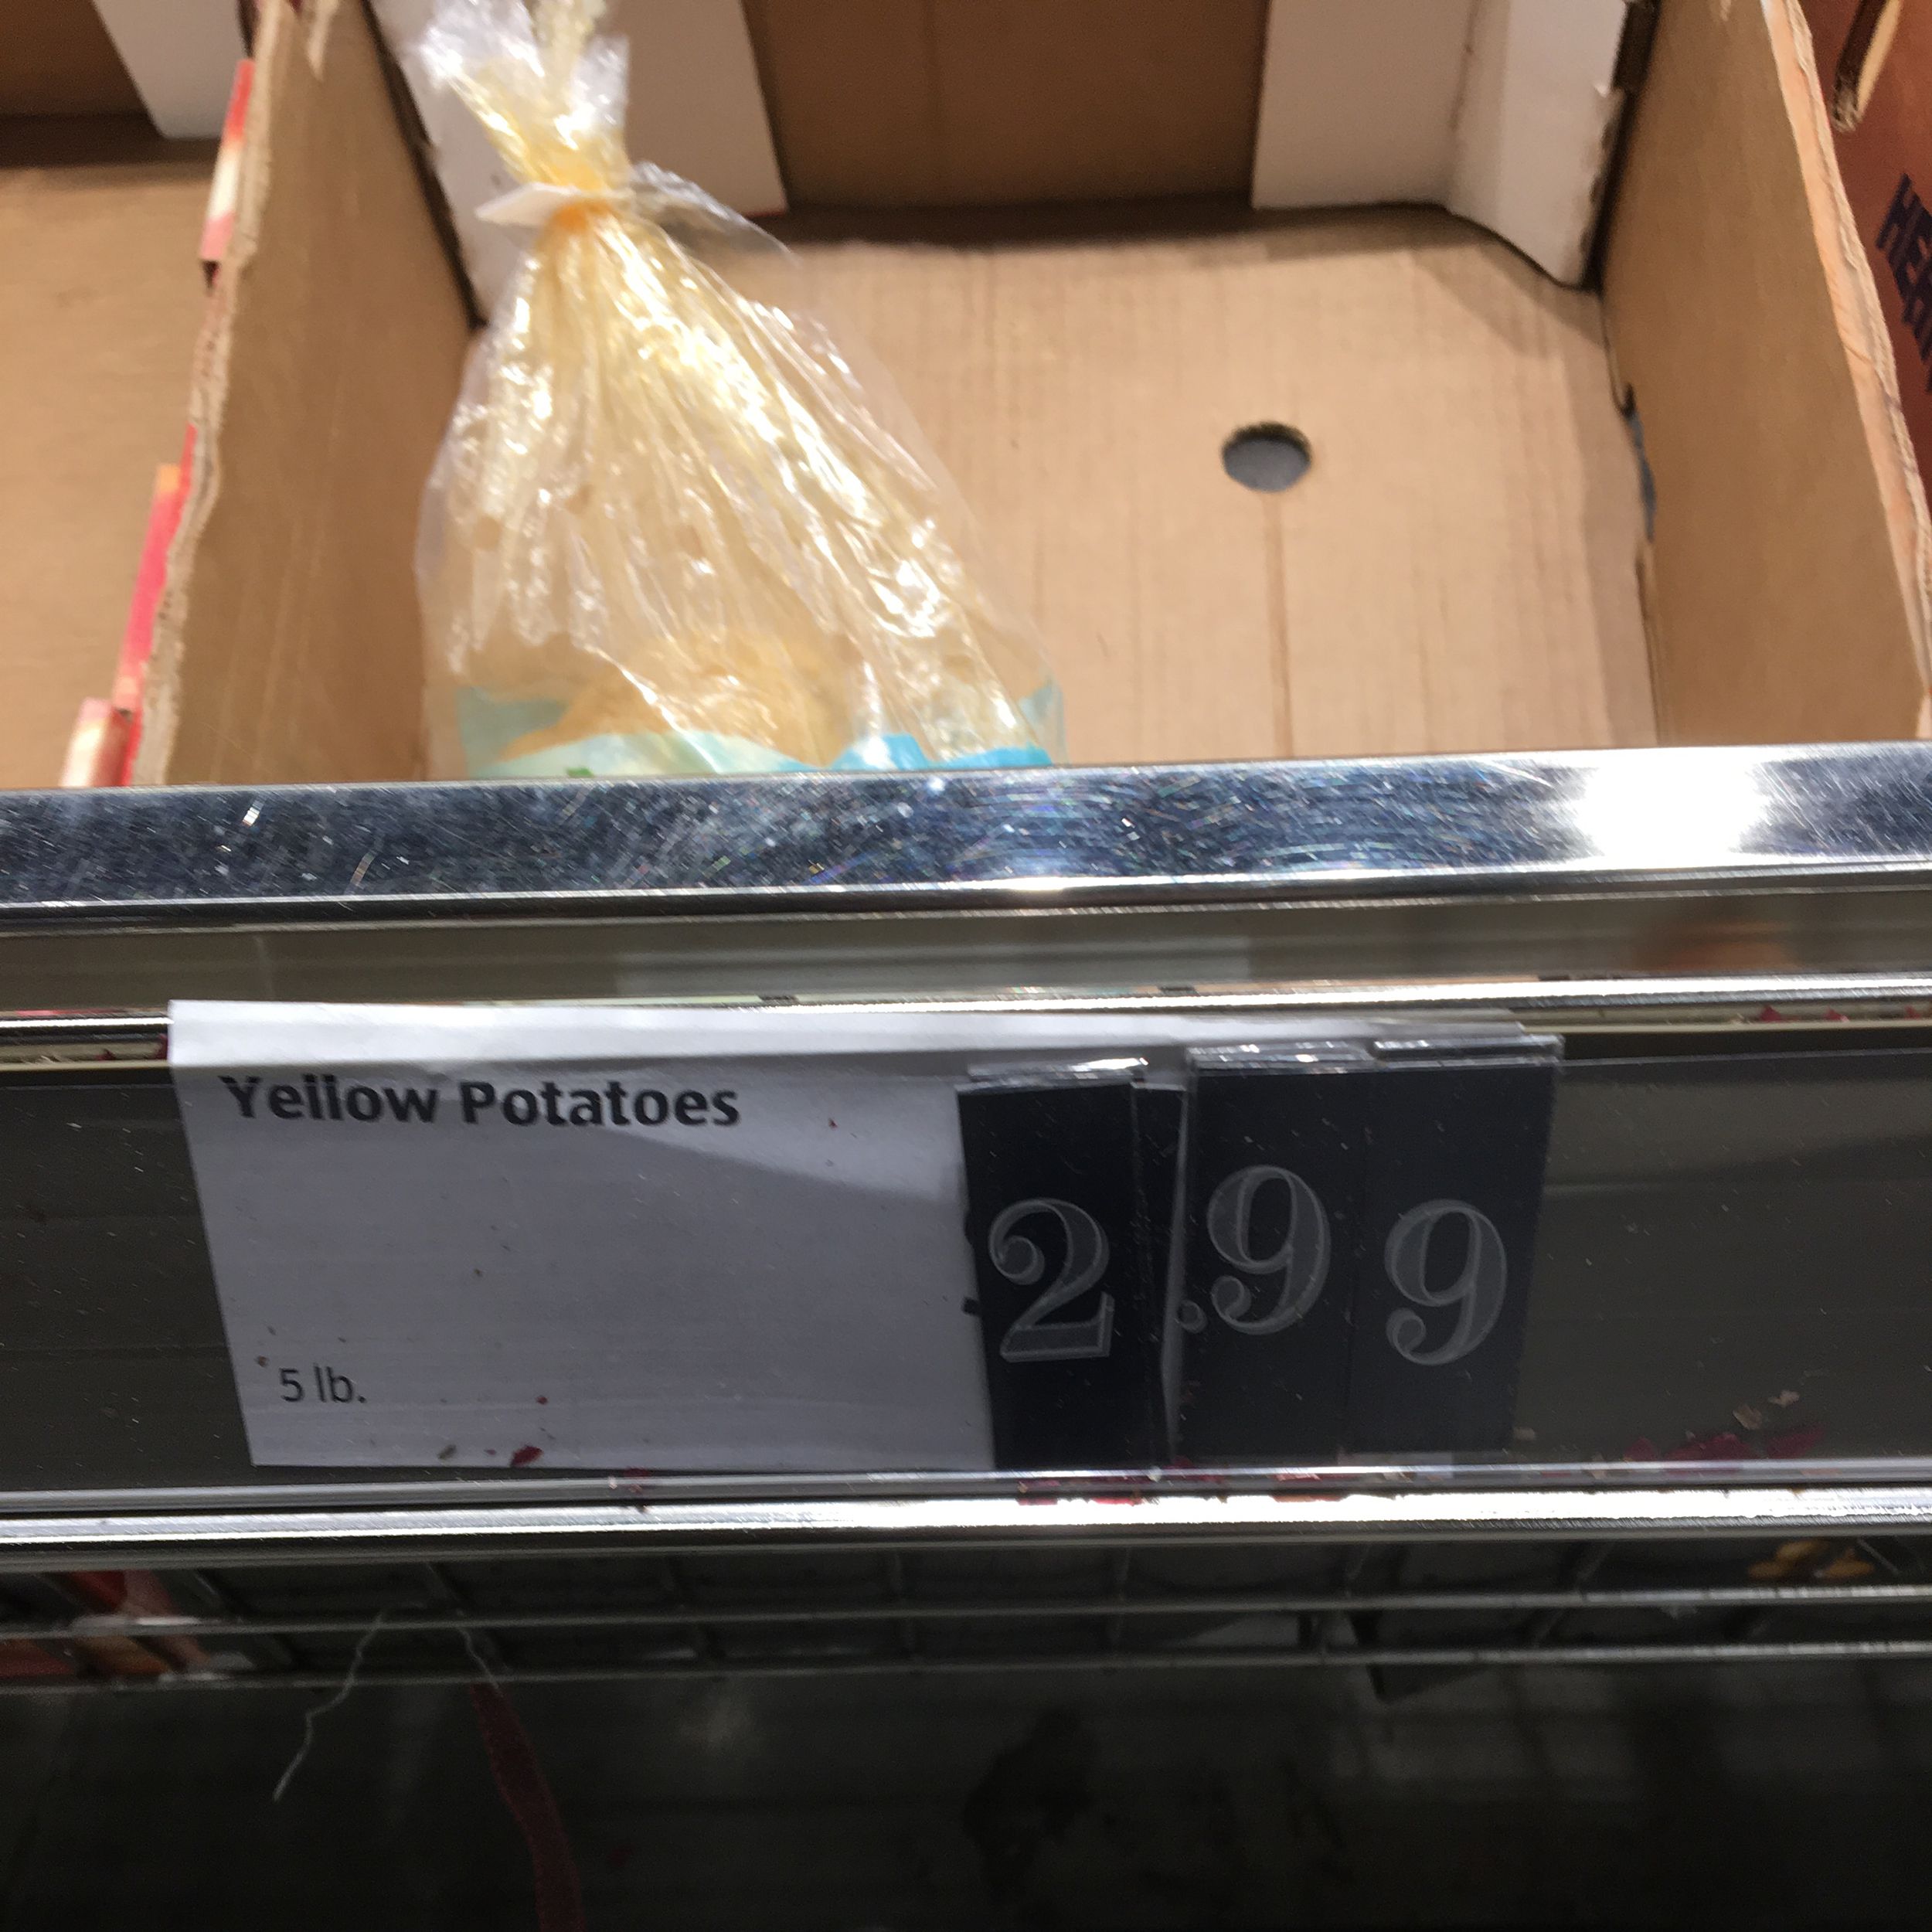 Yellow Potatoes
2.99
5 lb.